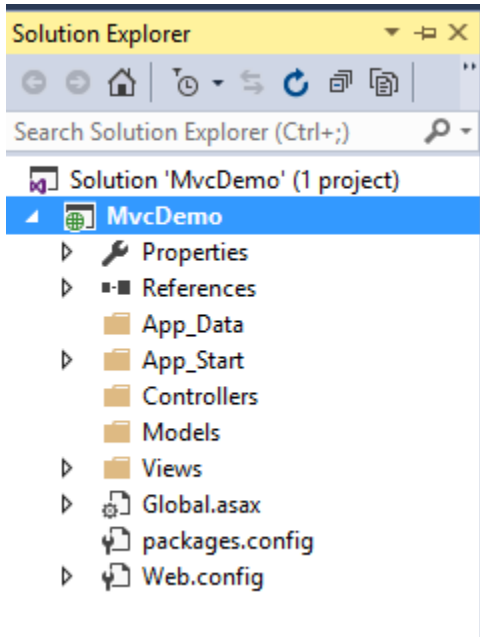 Solution Explorer
Search Solution Explorer (Ctrl+;)
Solution 'MvcDemo' (1 project)
MvcDemo
Properties
References
App_Data
App_Start
Controllers
Models
Views
Global.asax
packages.config
Web.config